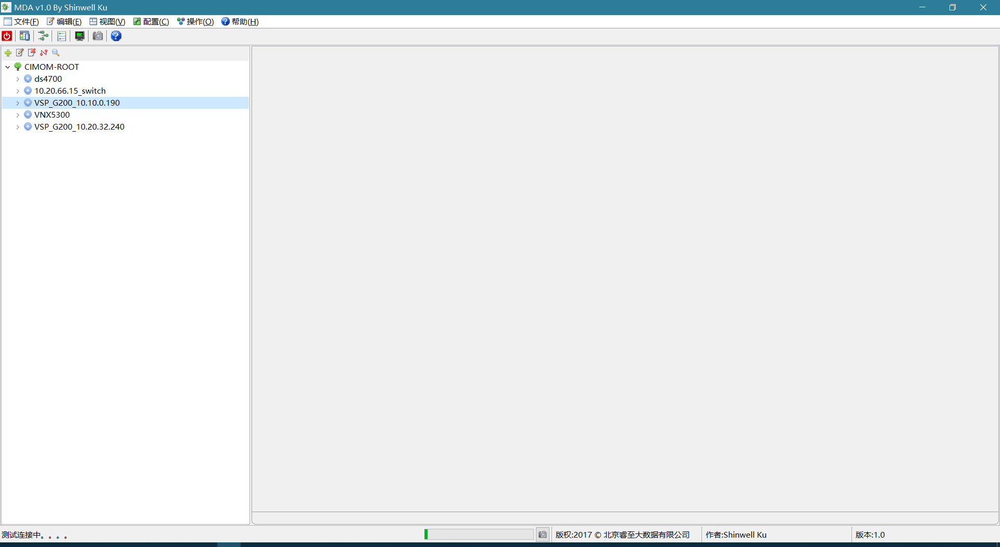 MDA v1.0 By Shinwell Ku
文件(F) 编辑(E) 视图(V) 配置(C) 操作(O) 帮助(H)
CIMOM-ROOT
ds4700
10.20.66.15_switch
VSP_G200_10.10.0.190
VNX5300
VSP_G200_10.20.32.240
测试连接中。。。。 版权:2017 © 北京睿至大数据有限公司 作者:Shinwell Ku 版本:1.0